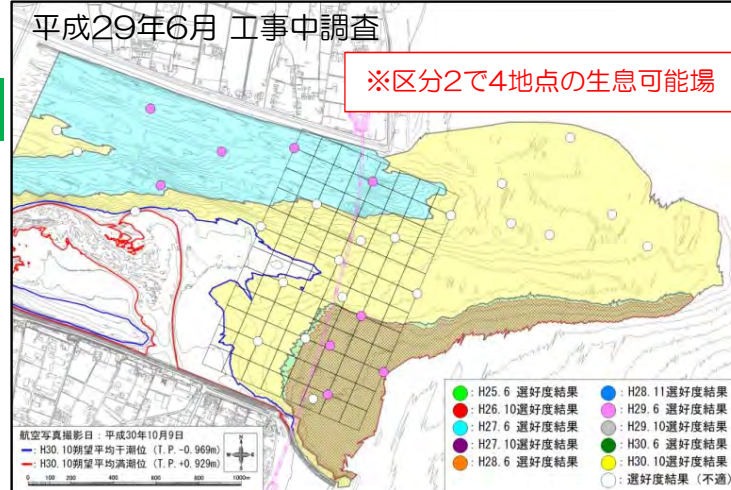 平成29年6月 工事中調査
※区分2で4地点の生息可能場
: H25.6 選好度結果
: H26.10選好度結果
: H27.6 選好度結果
: H27.10選好度結果
: H28.6 選好度結果
: H28.11選好度結果
: H29.6 選好度結果
: H29.10選好度結果
: H30.6 選好度結果
: H30.10選好度結果
: 選好度結果（不適）
航空写真撮影日：平成30年10月9日
: H30.10朔望平均干潮位 (T.P.-0.969m)
: H30.10朔望平均満潮位 (T.P.+0.929m)
0 100 200 400 600 800 1000m